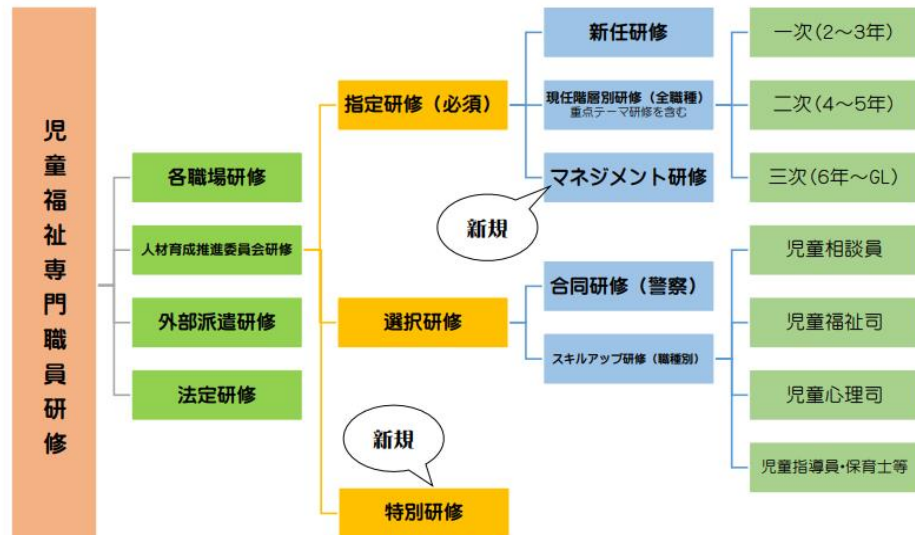 児童福祉専門職員研修
各職場研修
人材育成推進委員会研修
外部派遣研修
法定研修
指定研修（必須）
選択研修
新規
特別研修
新任研修
現任階層別研修（全職種）
重点テーマ研修を含む
マネジメント研修
新規
合同研修（警察）
スキルアップ研修（職種別）
一次(2～3年)
二次(4～5年)
三次(6年～GL)
児童相談員
児童福祉司
児童心理司
児童指導員・保育士等